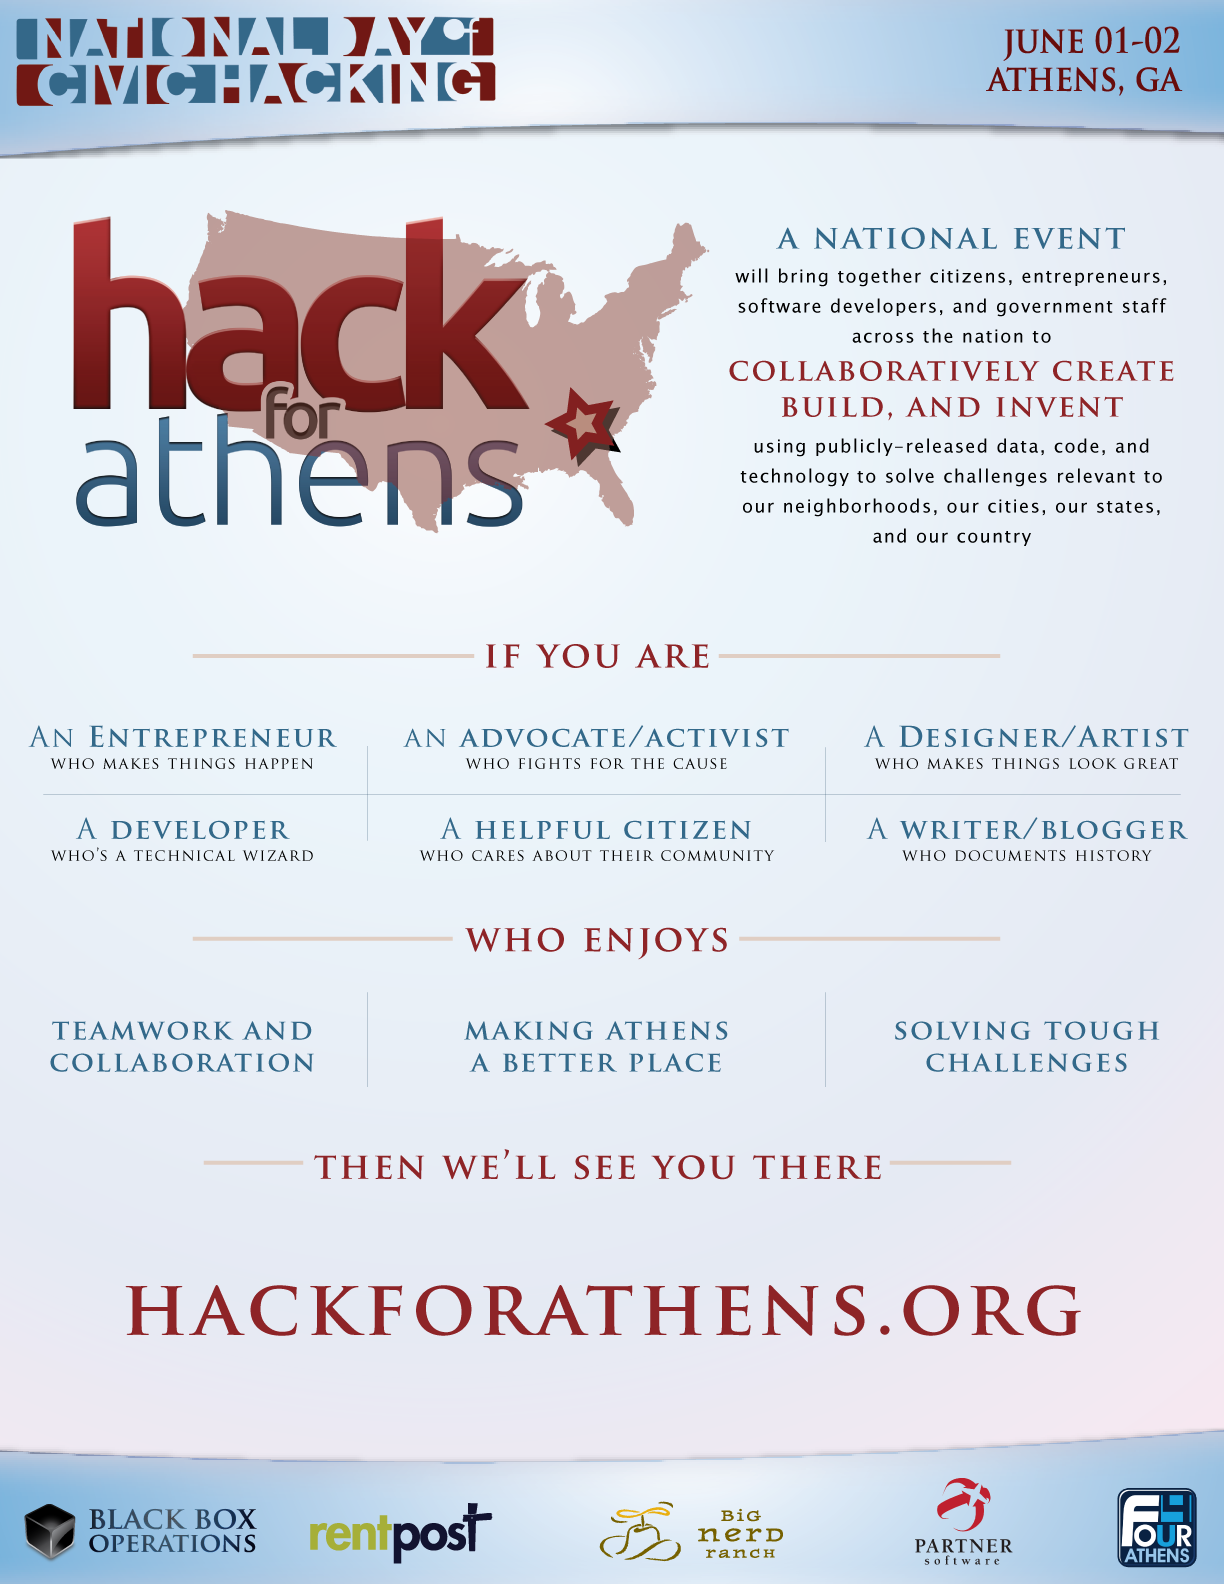 NATIONAL DAY of
CIVIC HACKING
JUNE 01-02
ATHENS, GA
hack
for
athens
A NATIONAL EVENT
will bring together citizens, entrepreneurs,
software developers, and government staff
across the nation to
COLLABORATIVELY CREATE
BUILD, AND INVENT
using publicly-released data, code, and
technology to solve challenges relevant to
our neighborhoods, our cities, our states,
and our country
IF YOU ARE
AN ENTREPRENEUR
WHO MAKES THINGS HAPPEN
AN ADVOCATE/ACTIVIST
WHO FIGHTS FOR THE CAUSE
A DESIGNER/ARTIST
WHO MAKES THINGS LOOK GREAT
A DEVELOPER
WHO'S A TECHNICAL WIZARD
A HELPFUL CITIZEN
WHO CARES ABOUT THEIR COMMUNITY
A WRITER/BLOGGER
WHO DOCUMENTS HISTORY
WHO ENJOYS
TEAMWORK AND
COLLABORATION
MAKING ATHENS
A BETTER PLACE
SOLVING TOUGH
CHALLENGES
THEN WE'LL SEE YOU THERE
HACKFORATHENS.ORG
BLACK BOX
OPERATIONS
rentpost
BiG
nerd
ranch
PARTNER
software
F4
FOUR
ATHENS